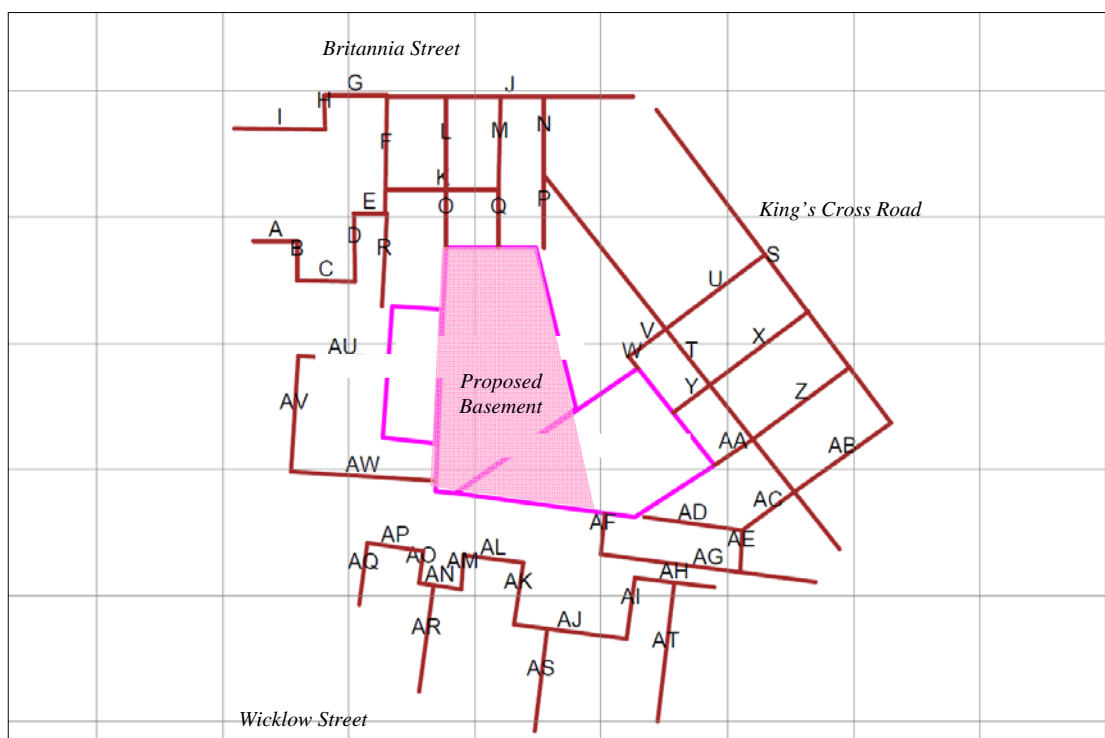 Britannia Street
G
J
H
I
F
L
M
N
K
E
O
Q
P
King's Cross Road
A
B
D
R
C
S
U
V
X
AU
W
T
Y
Proposed
Basement
Z
AV
AA
AB
AW
AC
AD
AF
AE
AP
AO
AL
AG
AQ
AN
AM
AK
AH
AI
AR
AJ
AT
AS
Wicklow Street